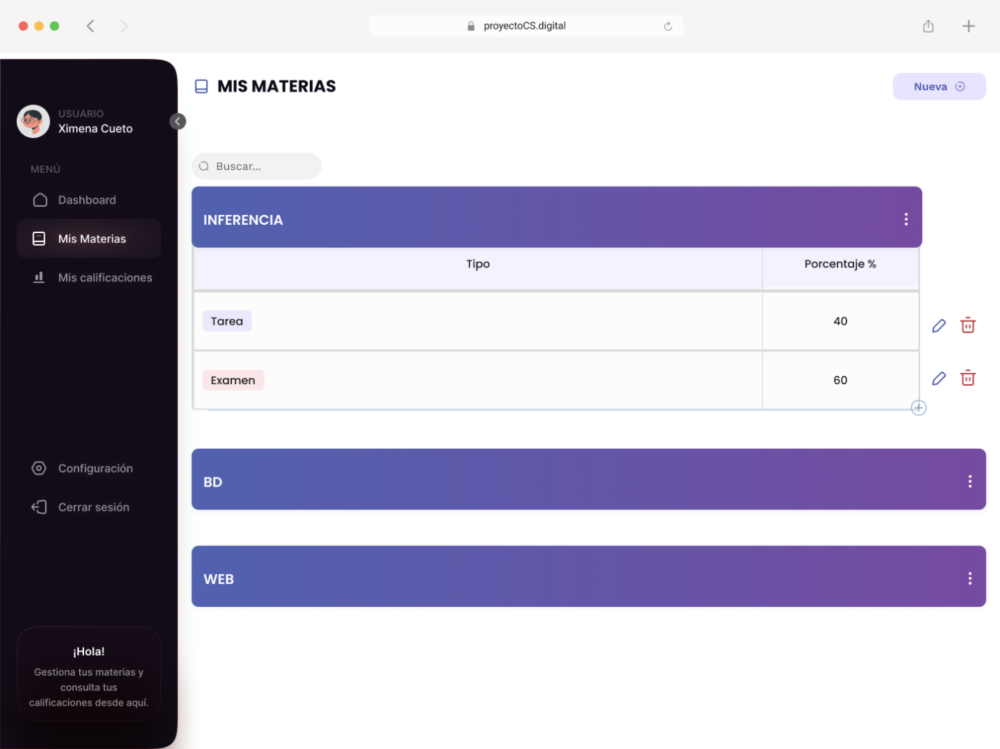 proyectoCS.digital
USUARIO
Ximena Cueto
MENÚ
Dashboard
Mis Materias
Mis calificaciones
Configuración
Cerrar sesión
¡Hola!
Gestiona tus materias y
consulta tus
calificaciones desde aquí.
MIS MATERIAS
Nueva
Buscar...
INFERENCIA
Tipo
Porcentaje %
Tarea
40
Examen
60
BD
WEB